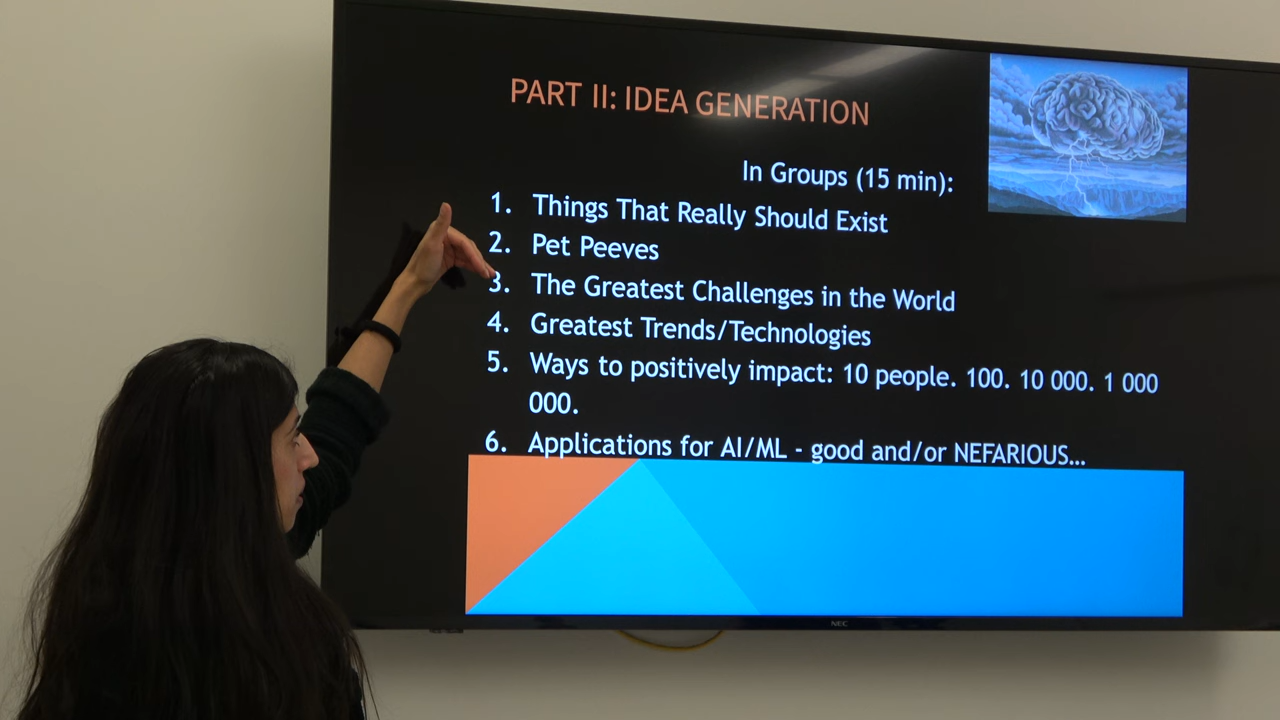 PART II: IDEA GENERATION
In Groups (15 min):
1. Things That Really Should Exist
2. Pet Peeves
3. The Greatest Challenges in the World
4. Greatest Trends/Technologies
5. Ways to positively impact: 10 people. 100. 10 000. 1 000
000.
6. Applications for AI/ML - good and/or NEFARIOUS...
NEC